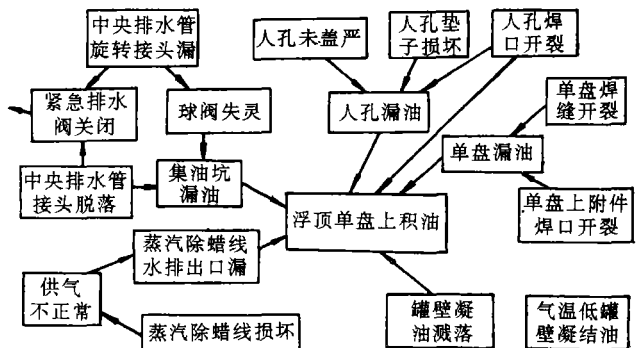 中央排水管
旋转接头漏
人孔未盖严
人孔垫
子损坏
人孔焊
口开裂
紧急排水
阀关闭
球阀失灵
人孔漏油
单盘焊
缝开裂
单盘漏油
中央排水管
接头脱落
集油坑
漏油
浮顶单盘上积油
单盘上附件
焊口开裂
蒸汽除蜡线
水排出口漏
供气
不正常
蒸汽除蜡线损坏
罐壁凝
油溅落
气温低罐
壁凝结油